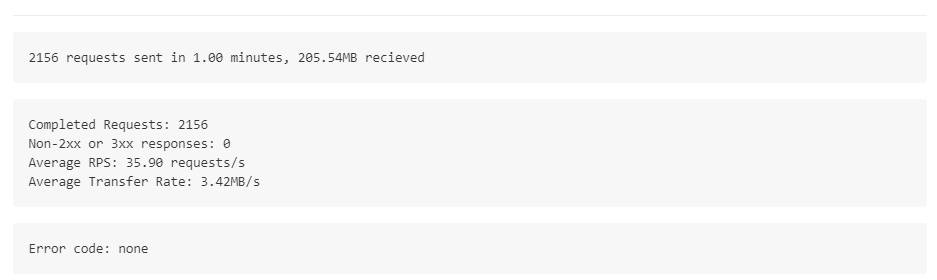 2156 requests sent in 1.00 minutes, 205.54MB recieved
Completed Requests: 2156
Non-2xx or 3xx responses: 0
Average RPS: 35.90 requests/s
Average Transfer Rate: 3.42MB/s
Error code: none